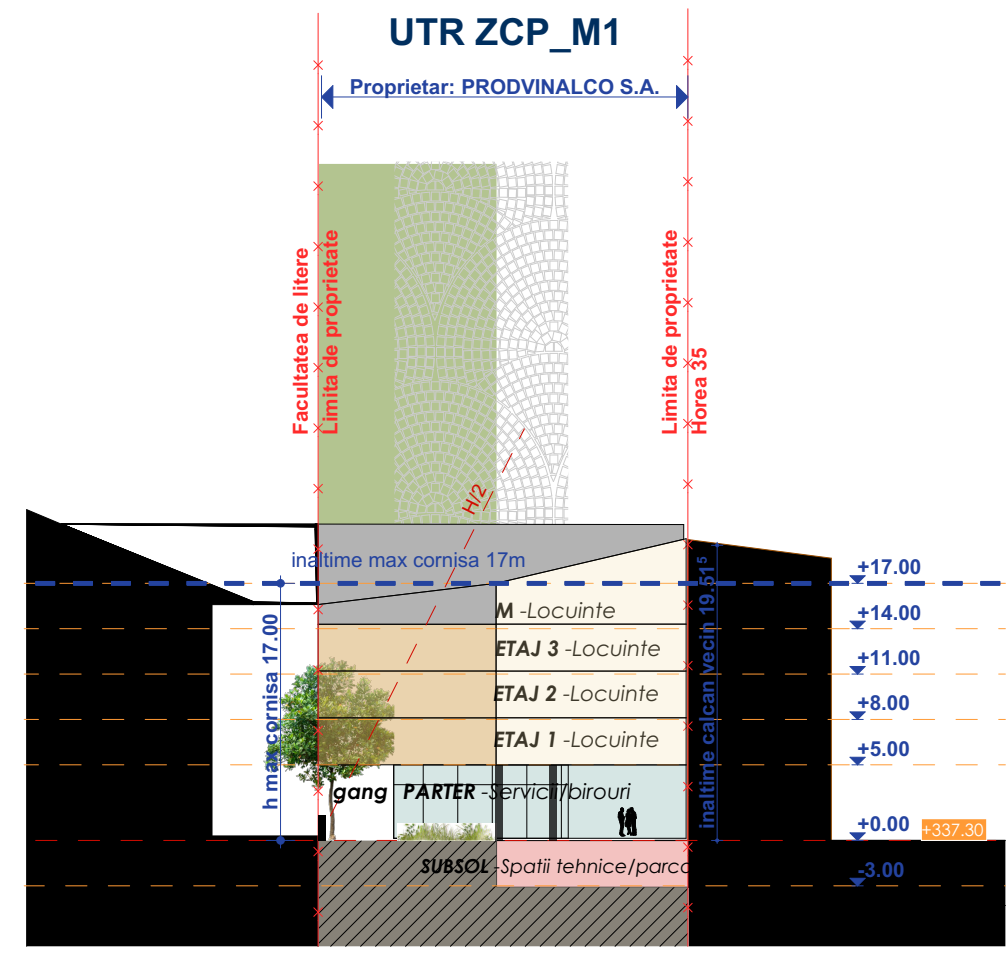 UTR ZCP_M1
Proprietar: PRODVINALCO S.A.
Facultatea de litere
Limita de proprietate
Limita de proprietate
Horea 35
H/2
inaltime max cornisa 17m
h max cornisa 17.00
inaltime calcan vecin 19.51⁵
M -Locuinte
ETAJ 3 -Locuinte
ETAJ 2 -Locuinte
ETAJ 1 -Locuinte
gang PARTER -Servicii/birouri
SUBSOL -Spatii tehnice/parca
+17.00
+14.00
+11.00
+8.00
+5.00
+0.00 +337.30
-3.00